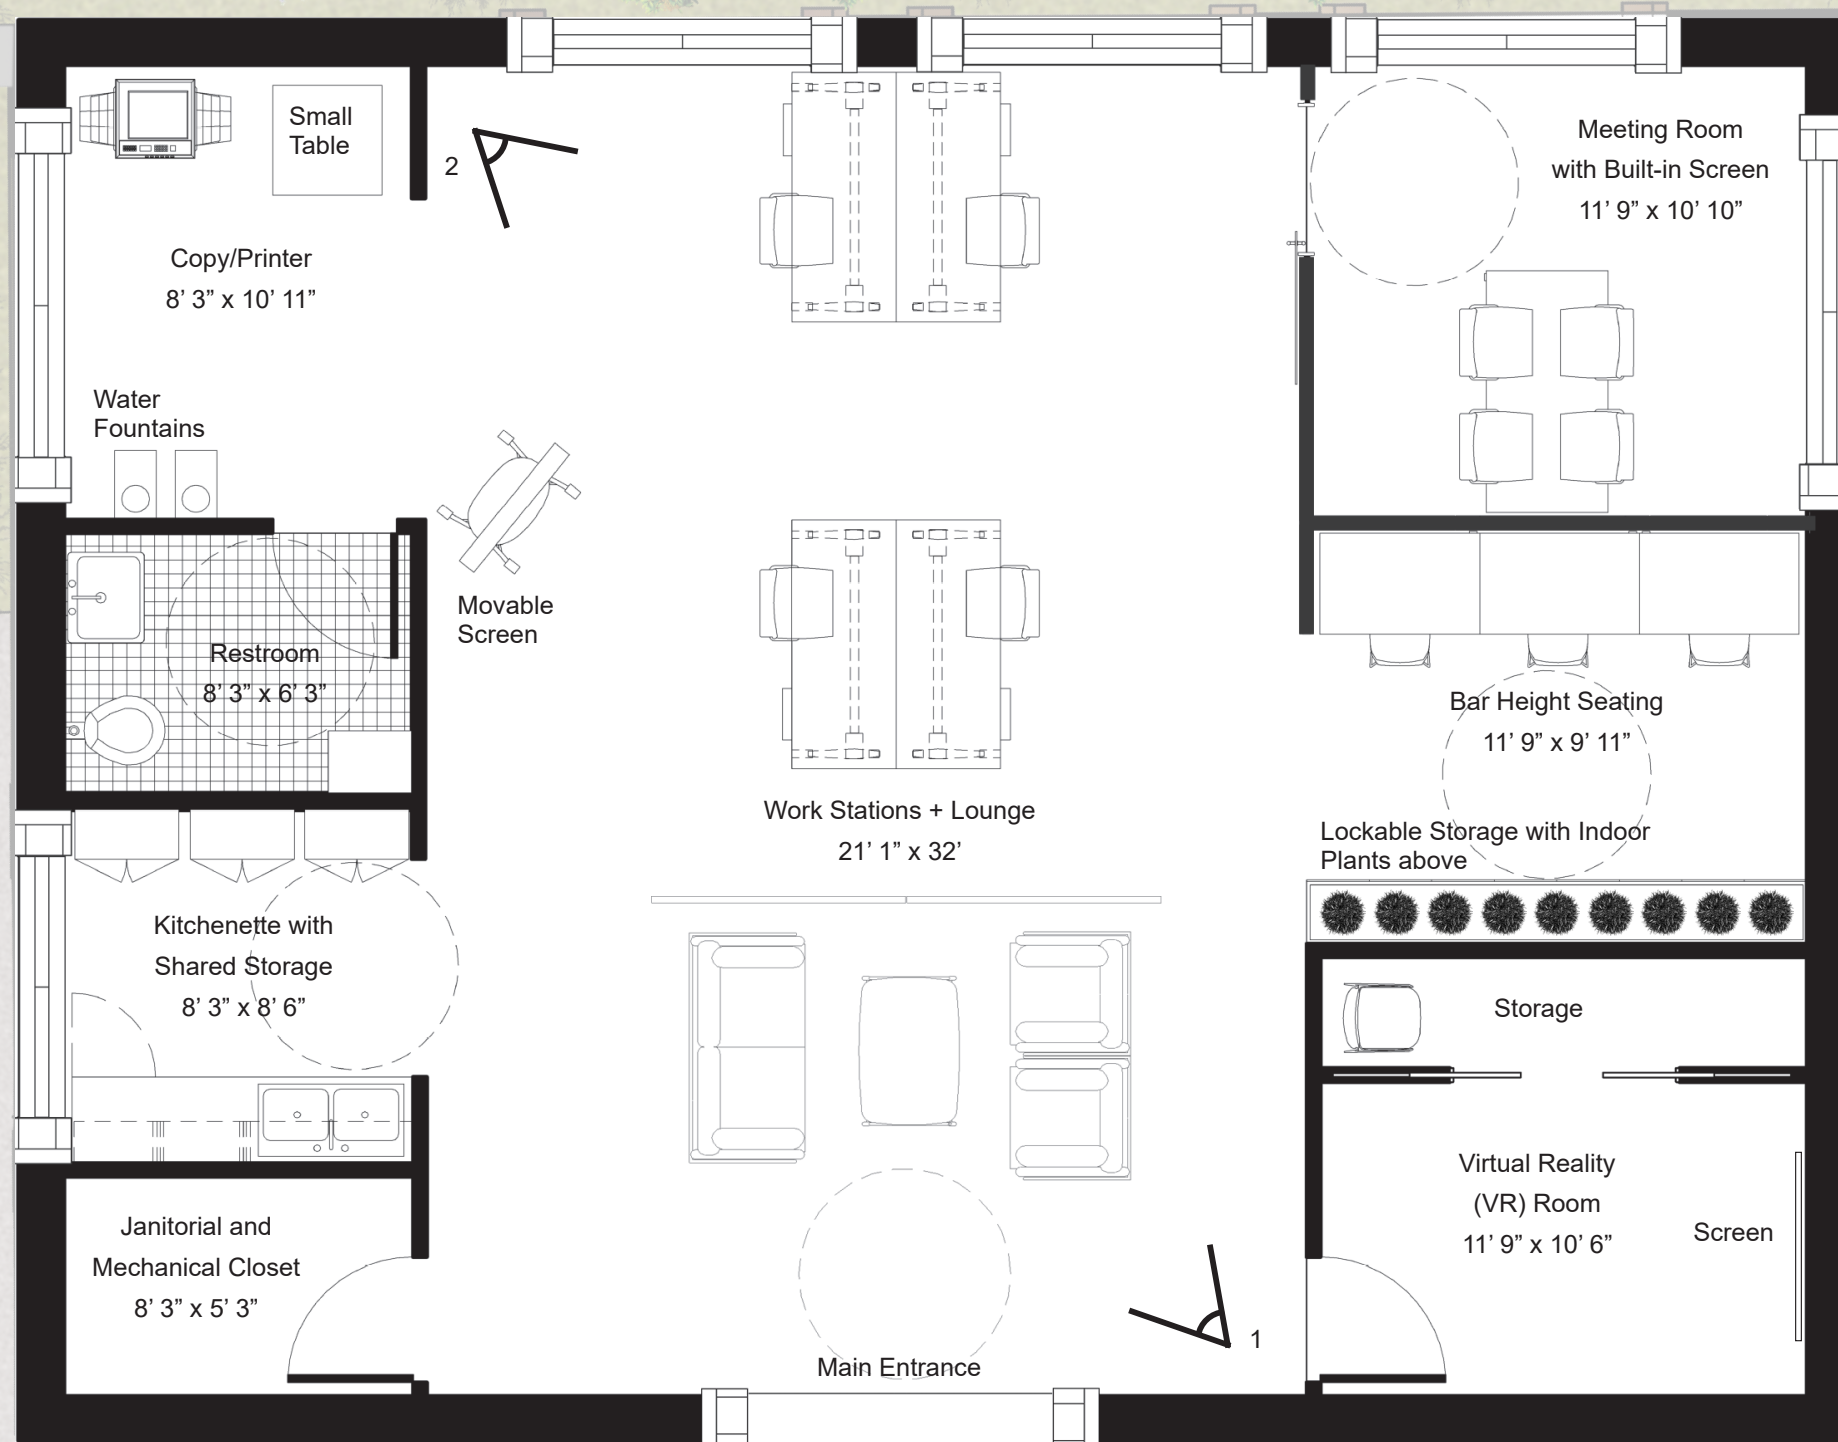 Small
Table
2
Copy/Printer
8’ 3” x 10’ 11”
Water
Fountains
Meeting Room
with Built-in Screen
11’ 9” x 10’ 10”
Movable
Screen
Restroom
8’ 3” x 6’ 3”
Bar Height Seating
11’ 9” x 9’ 11”
Work Stations + Lounge
21’ 1” x 32’
Lockable Storage with Indoor
Plants above
Kitchenette with
Shared Storage
8’ 3” x 8’ 6”
Storage
Virtual Reality
(VR) Room
11’ 9” x 10’ 6”
Screen
Janitorial and
Mechanical Closet
8’ 3” x 5’ 3”
1
Main Entrance